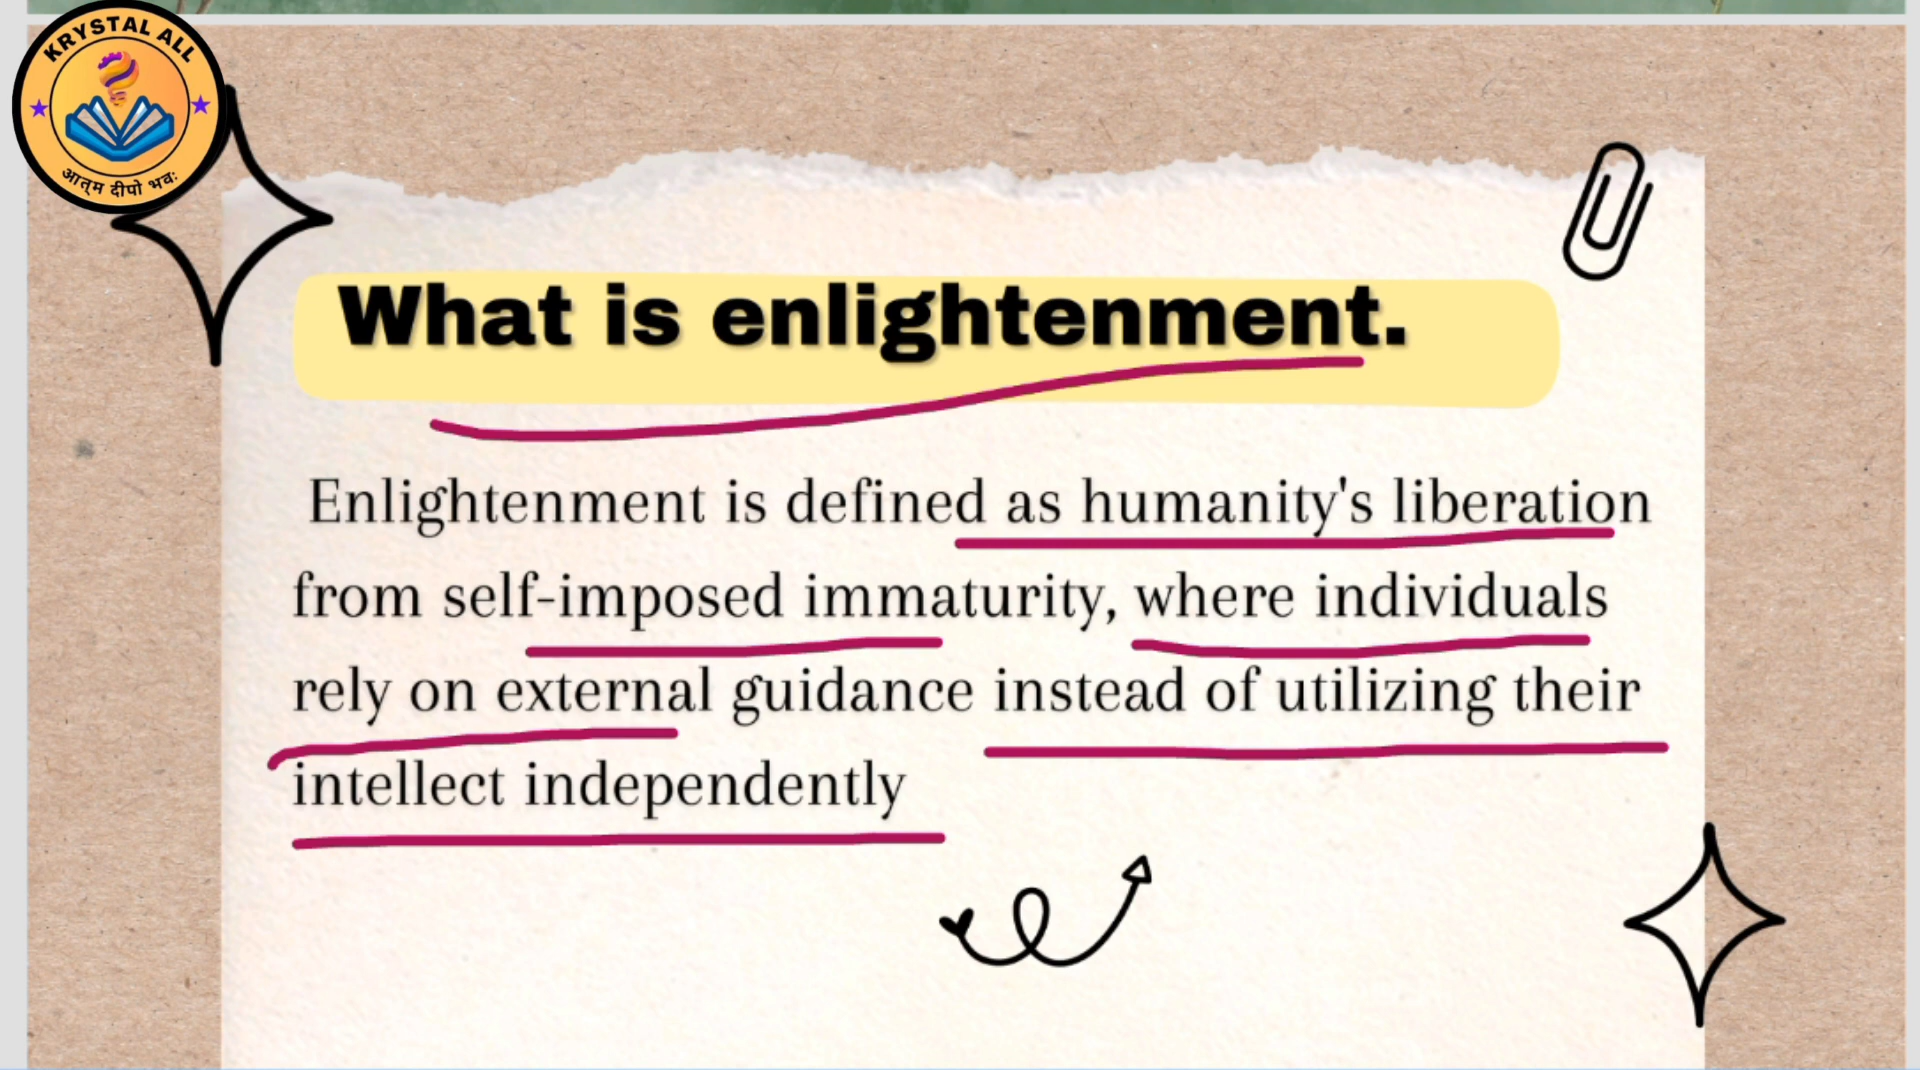 KRYSTAL ALL
आत्म दीपो भवः
What is enlightenment.
Enlightenment is defined as humanity's liberation
from self-imposed immaturity, where individuals
rely on external guidance instead of utilizing their
intellect independently